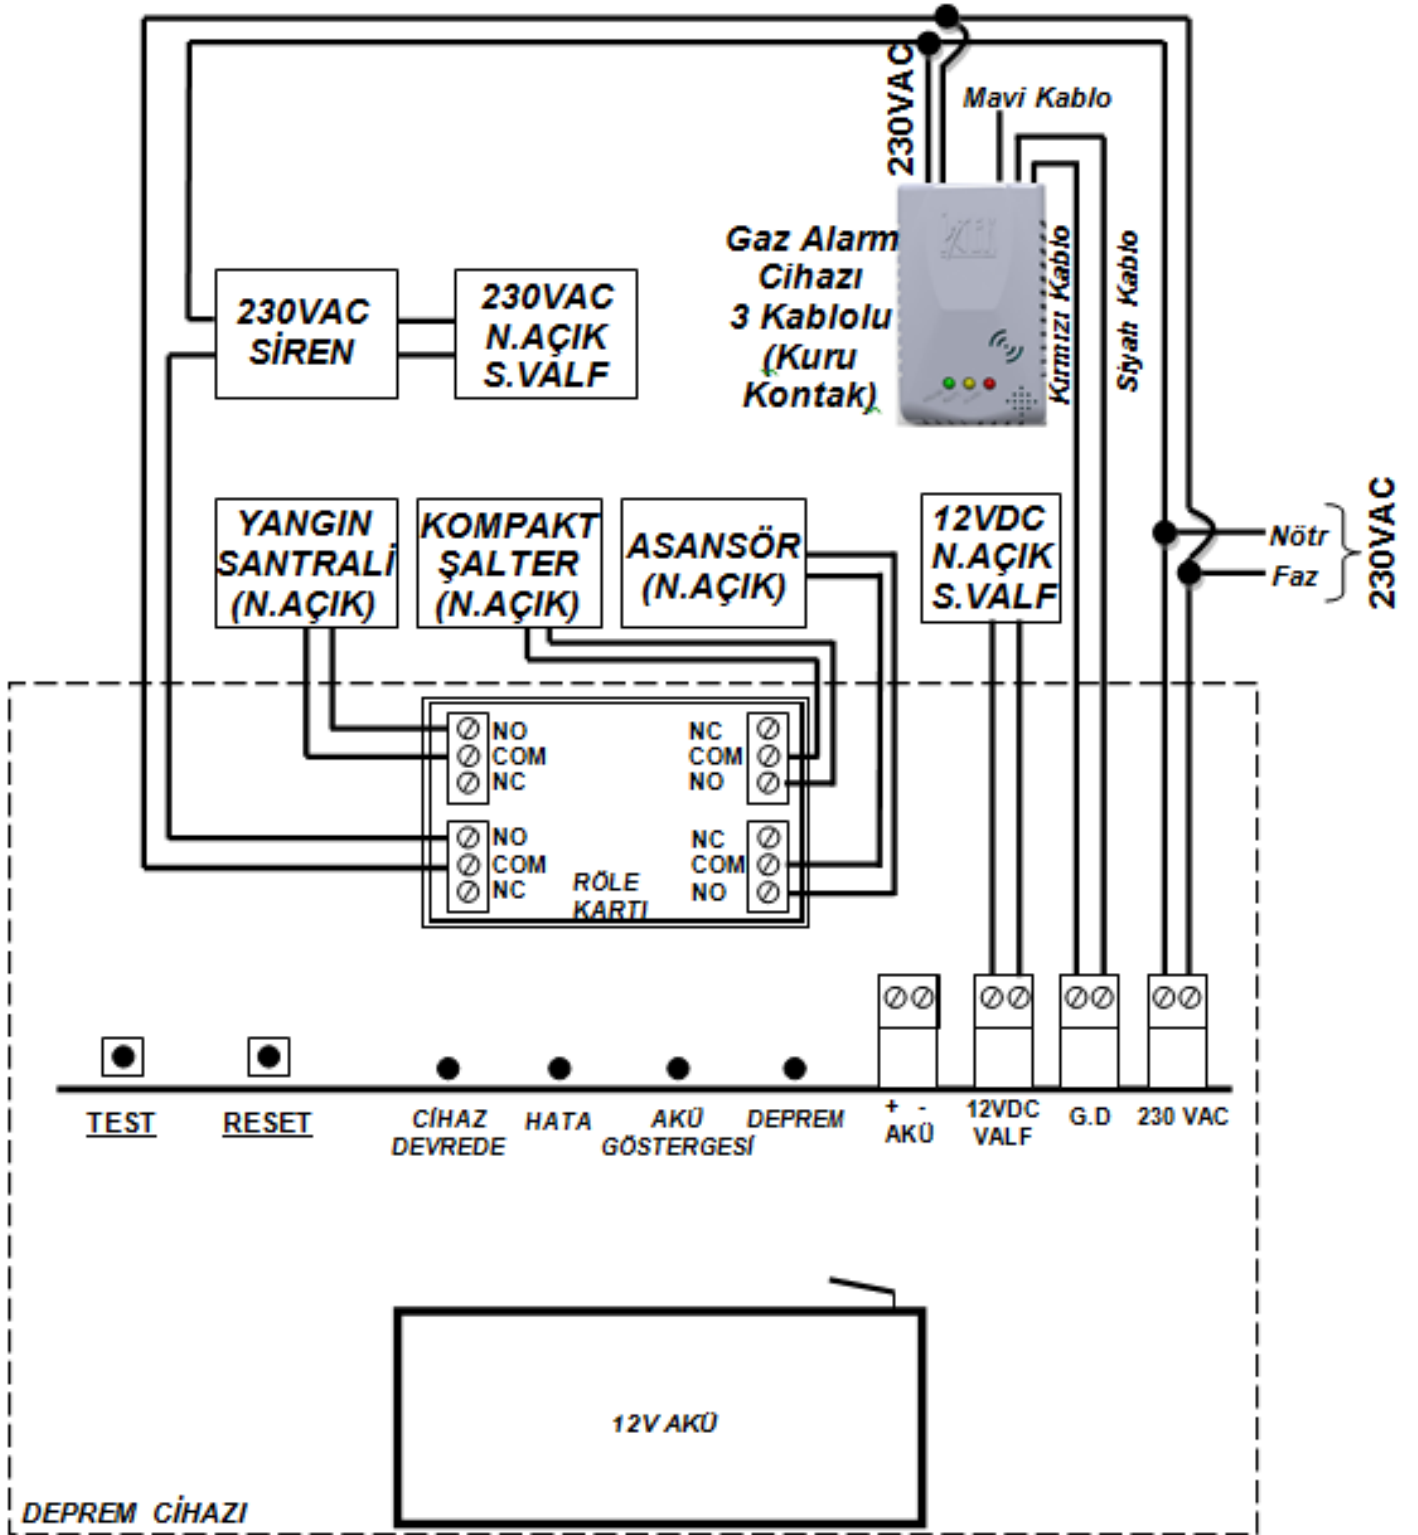 230VAC
Mavi Kablo
Gaz Alarm
Cihazı
3 Kablolu
(Kuru
Kontak)
Kırmızı Kablo
Siyah Kablo
230VAC
SİREN
230VAC
N.AÇIK
S.VALF
YANGIN
SANTRALİ
(N.AÇIK)
KOMPAKT
ŞALTER
(N.AÇIK)
ASANSÖR
(N.AÇIK)
12VDC
N.AÇIK
S.VALF
Nötr
Faz
230VAC
NO
COM
NC
NC
COM
NO
NO
COM
NC
NC
COM
NO
RÖLE
KARTI
TEST
RESET
CİHAZ
DEVREDE
HATA
AKÜ
GÖSTERGESİ
DEPREM
+ -
AKÜ
12VDC
VALF
G.D
230 VAC
12V AKÜ
DEPREM CİHAZI